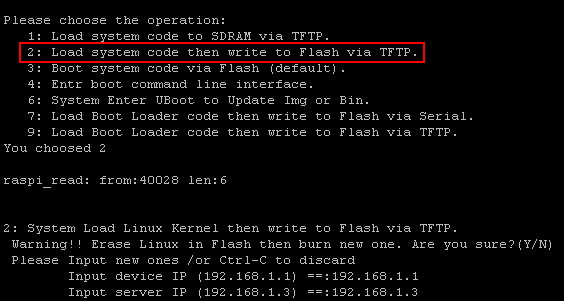 Please choose the operation:
1: Load system code to SDRAM via TFTP.
2: Load system code then write to Flash via TFTP.
3: Boot system code via Flash (default).
4: Entr boot command line interface.
6: System Enter UBoot to Update Img or Bin.
7: Load Boot Loader code then write to Flash via Serial.
9: Load Boot Loader code then write to Flash via TFTP.
You choosed 2
raspi_read: from:40028 len:6
2: System Load Linux Kernel then write to Flash via TFTP.
Warning!! Erase Linux in Flash then burn new one. Are you sure?(Y/N)
Please Input new ones /or Ctrl-C to discard
Input device IP (192.168.1.1) ==:192.168.1.1
Input server IP (192.168.1.3) ==:192.168.1.3